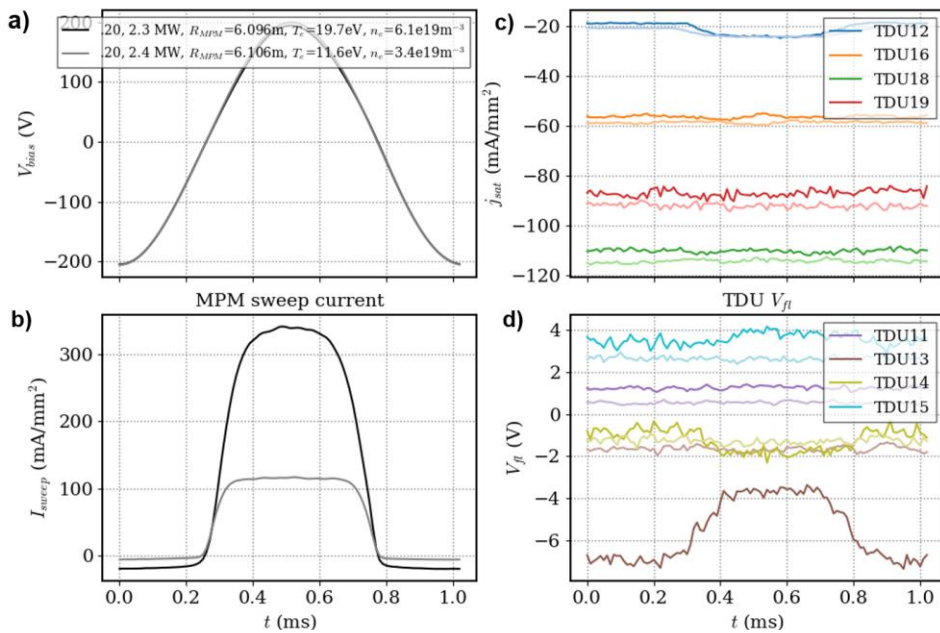 a)
200
.20, 2.3 MW, R_MPM=6.096m, T_e=19.7eV, n_e=6.1e19m⁻³
.20, 2.4 MW, R_MPM=6.106m, T_e=11.6eV, n_e=3.4e19m⁻³
100
0
−100
−200
V_bias (V)
c)
−20
−40
−60
−80
−100
−120
j_sat (mA/mm²)
TDU12
TDU16
TDU18
TDU19
MPM sweep current
b)
300
200
100
0
I_sweep (mA/mm²)
0.0 0.2 0.4 0.6 0.8 1.0
t (ms)
TDU V_fl
d)
4
2
0
−2
−4
−6
V_fl (V)
TDU11
TDU13
TDU14
TDU15
0.0 0.2 0.4 0.6 0.8 1.0
t (ms)